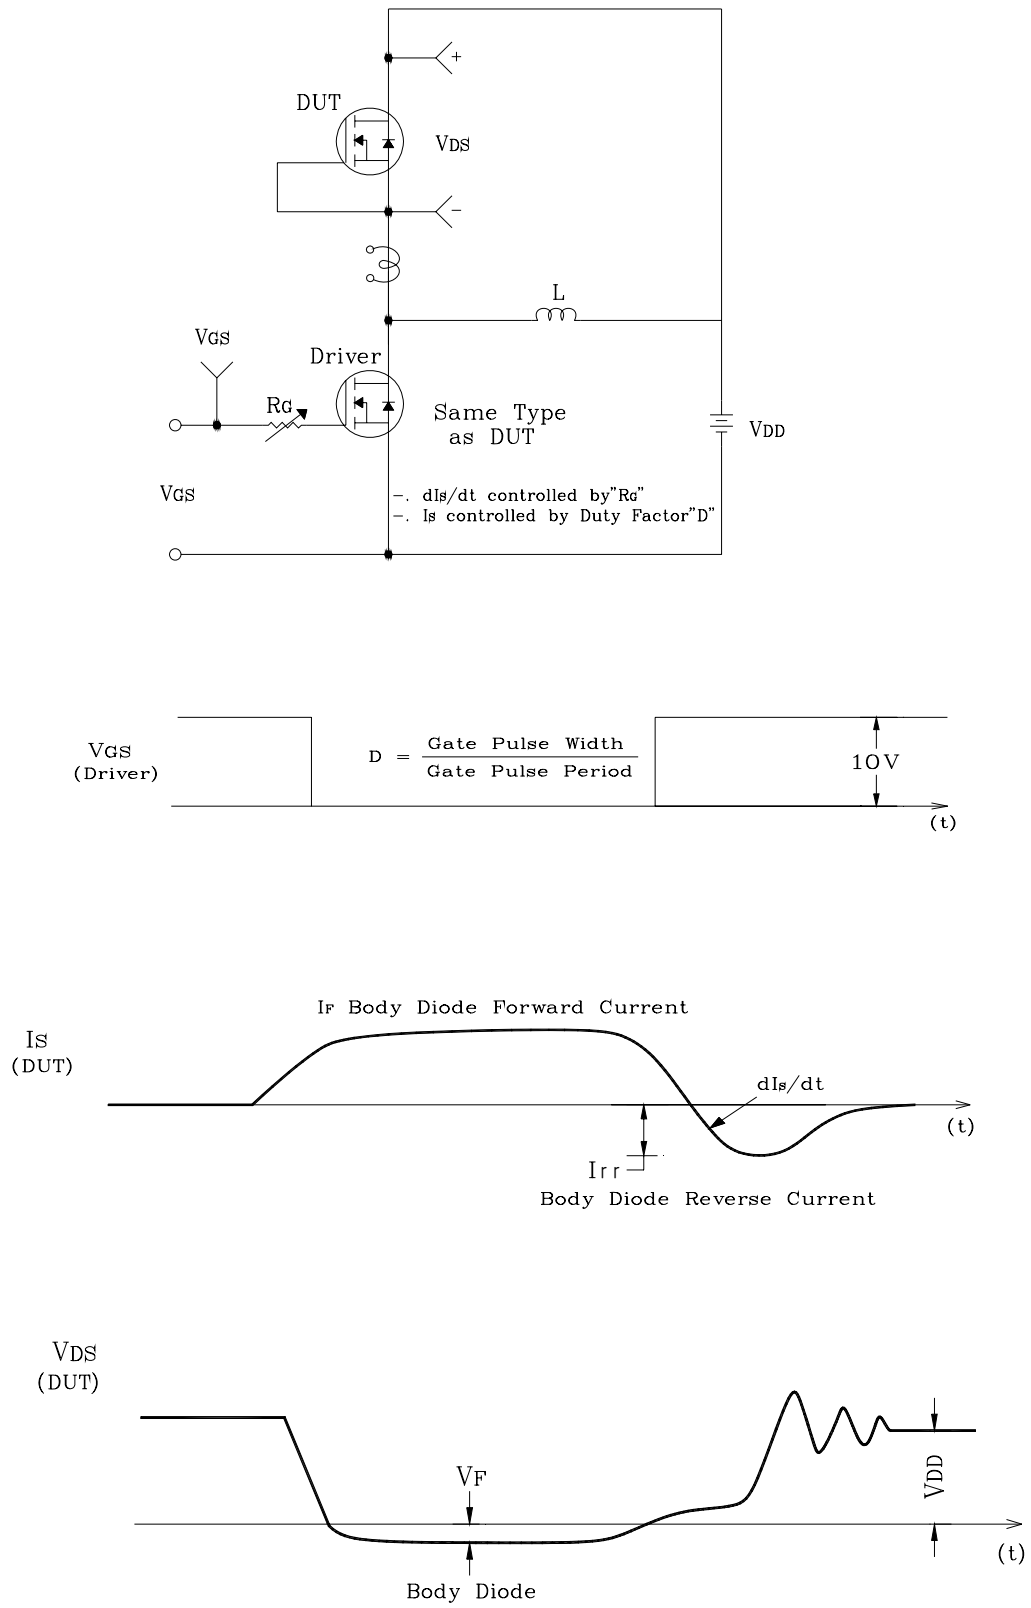 +
DUT
VDS
-
L
VGS
Driver
RG
Same Type
as DUT
VDD
VGS
-. dIs/dt controlled by"RG"
-. Is controlled by Duty Factor"D"
VGS
(Driver)
D = Gate Pulse Width
Gate Pulse Period
10V
(t)
IF Body Diode Forward Current
IS
(DUT)
dIs/dt
(t)
Irr
Body Diode Reverse Current
VDS
(DUT)
VF
VDD
(t)
Body Diode